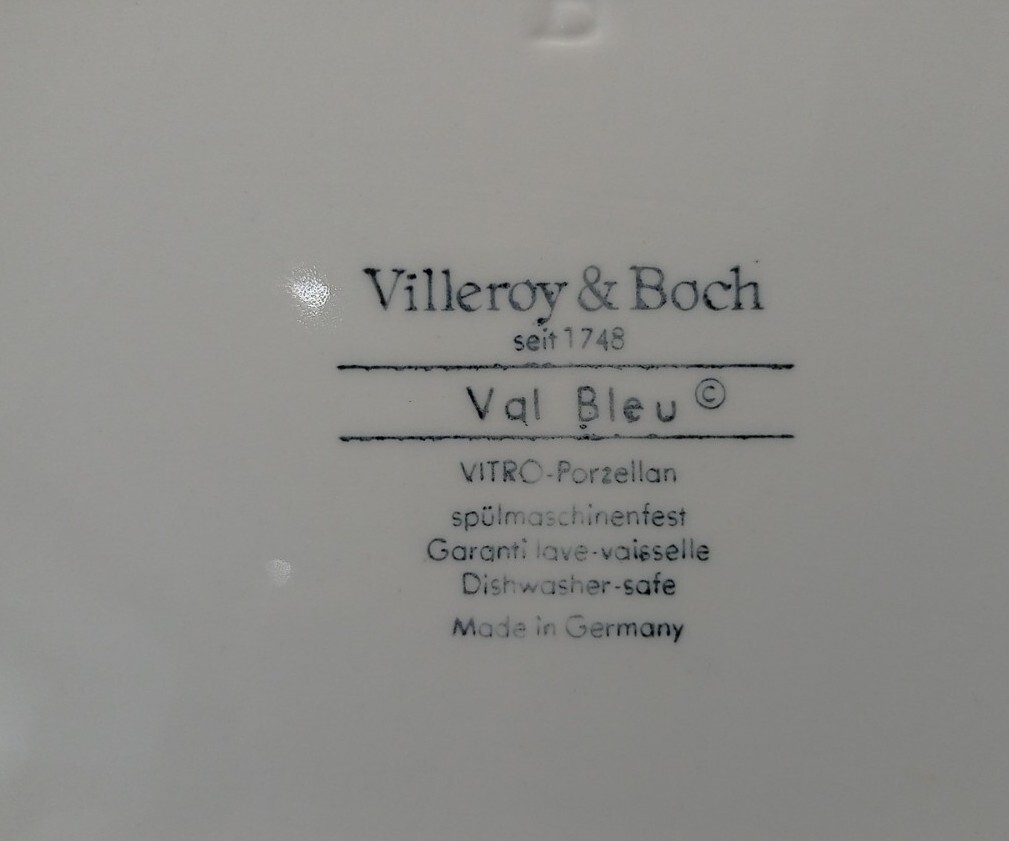 Villeroy & Boch
seit 1748
Val Bleu ©
VITRO-Porzellan
spülmaschinenfest
Garanti lave-vaisselle
Dishwasher-safe
Made in Germany